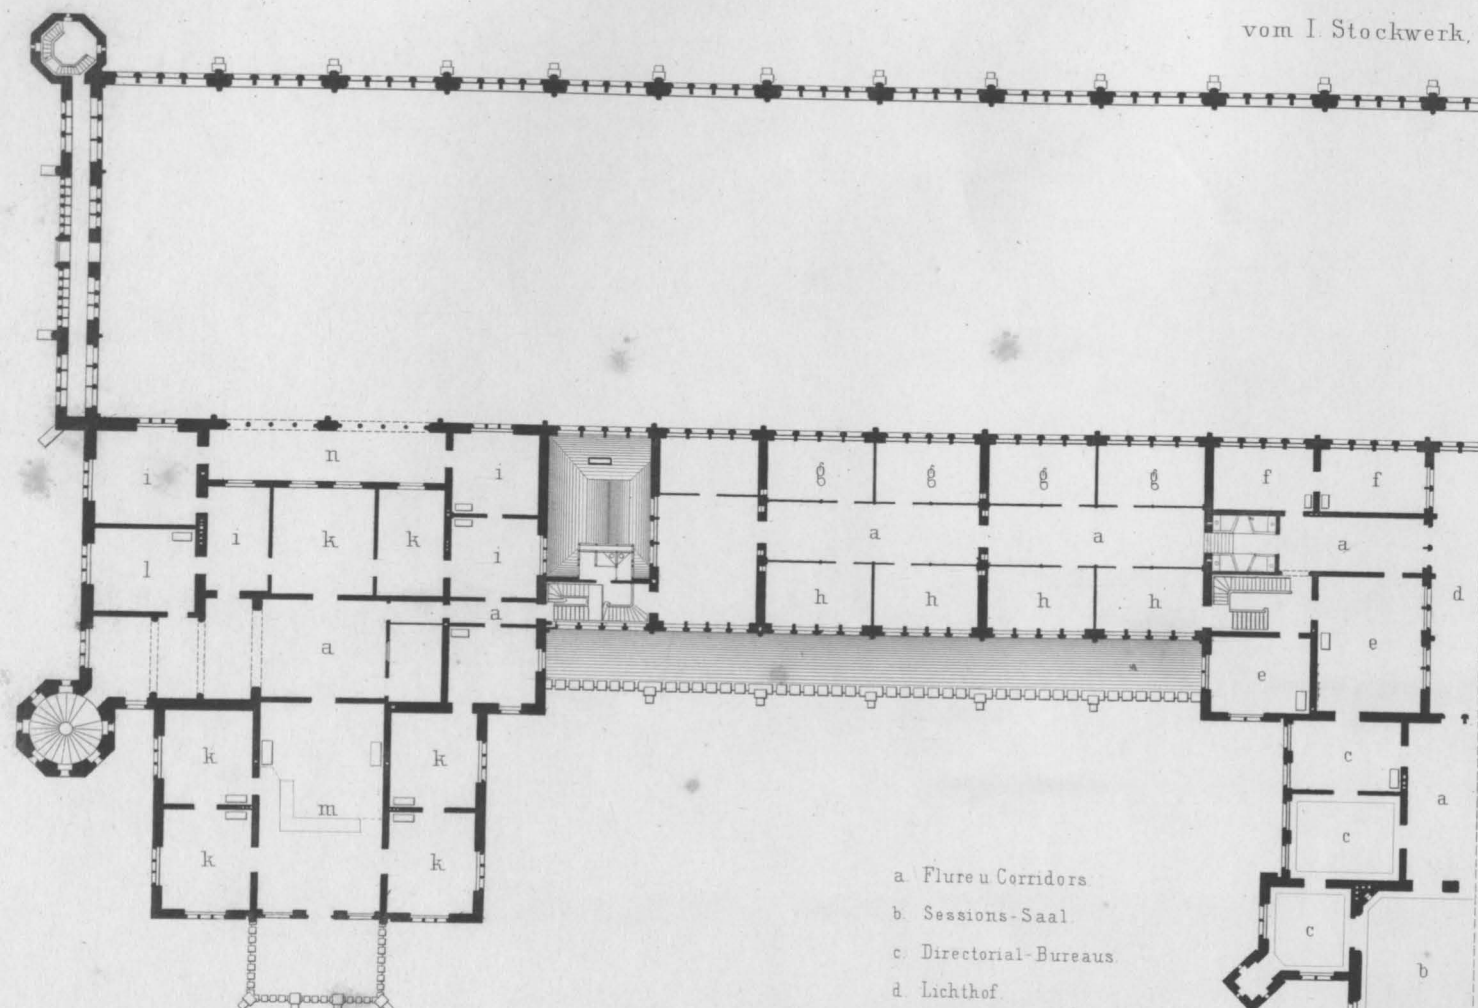 vom I. Stockwerk,
n
i
i
g
g
g
g
f
f
i
k
k
i
a
a
a
l
h
h
h
h
d
a
a
e
e
k
k
c
a
m
c
k
k
a Flure u. Corridors.
b. Sessions-Saal.
c. Directorial-Bureaus.
c
b
d. Lichthof.